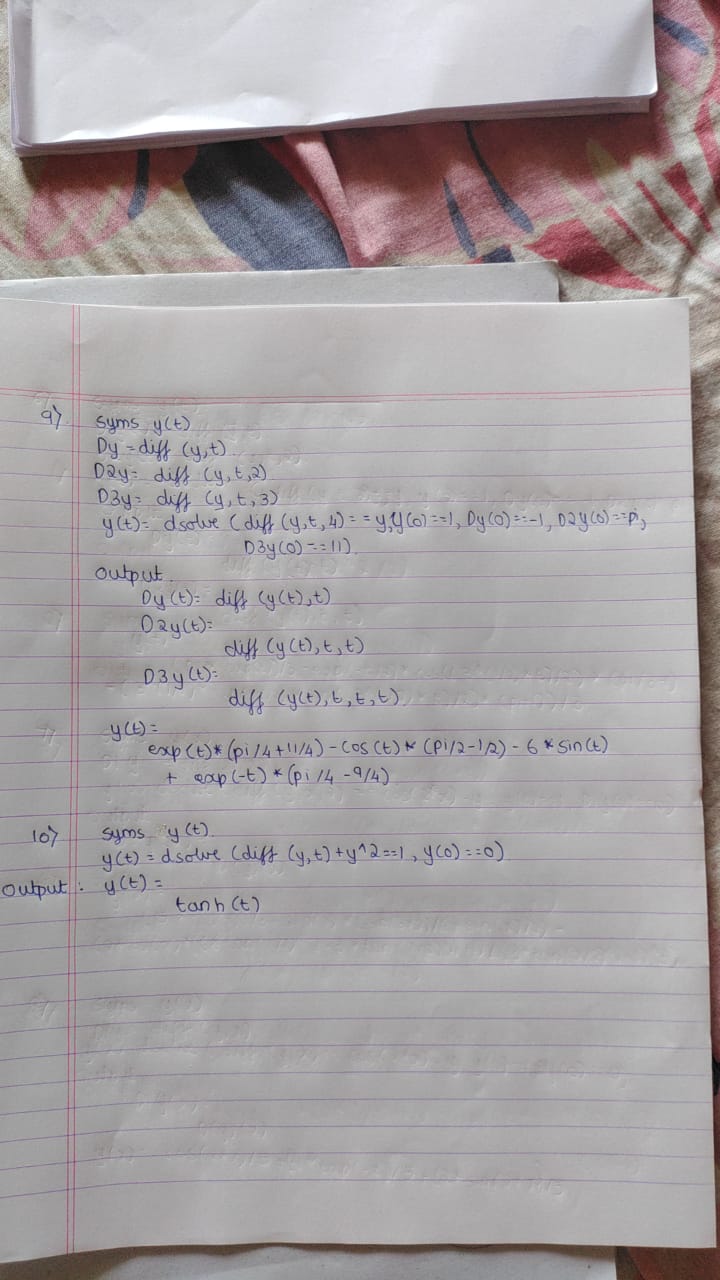 9)
syms y(t)
Dy = diff (y,t)
D2y= diff (y,t,2)
D3y= diff (y,t,3)
y(t)= dsolve (diff (y,t,4)==y,y(0)==1, Dy(0)==-1, D2y(0)==pi,
D3y(0)==11)
output.
Dy(t)= diff (y(t),t)
D2y(t)=
diff (y(t),t,t)
D3y(t)=
diff (y(t),t,t,t)
y(t)=
exp(t)*(pi/4+11/4)-cos(t)*(pi/2-1/2)-6*sin(t)
+ exp(-t)*(pi/4-9/4)
10) syms y(t).
y(t) = dsolve (diff (y,t)+y^2==1, y(0)==0)
Output: y(t)=
tanh(t)